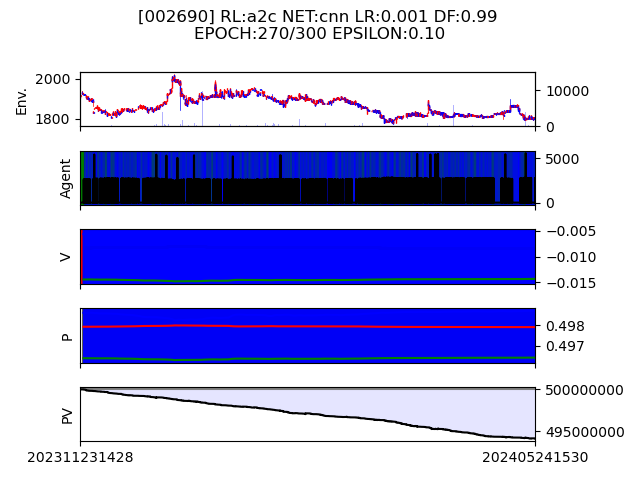 [002690] RL:a2c NET:cnn LR:0.001 DF:0.99
EPOCH:270/300 EPSILON:0.10
Env.
2000
1800
10000
0
Agent
5000
0
V
−0.005
−0.010
−0.015
P
0.498
0.497
PV
500000000
495000000
202311231428
202405241530